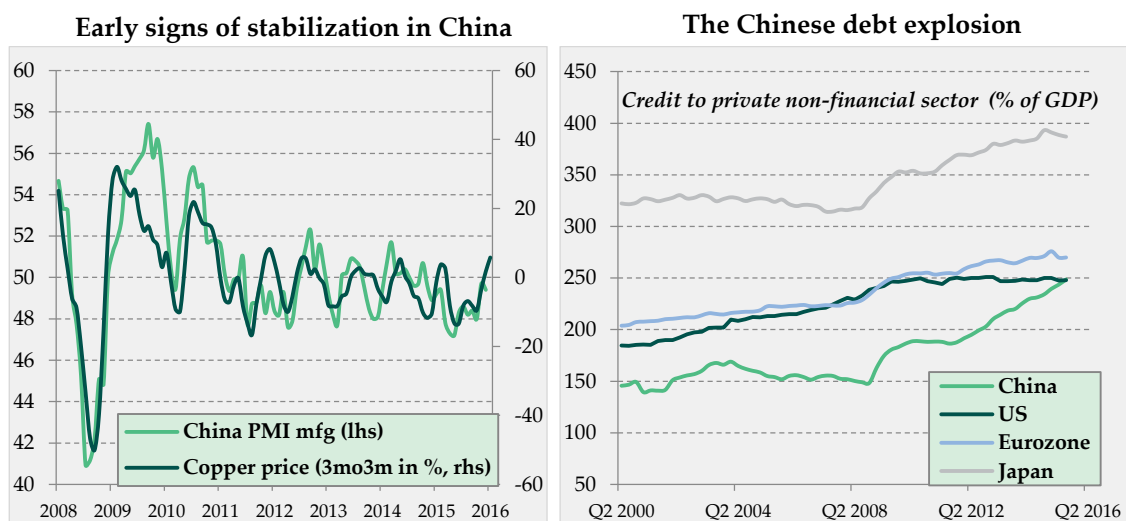 Early signs of stabilization in China
60
58
56
54
52
50
48
46
44
42
40
60
40
20
0
-20
-40
-60
China PMI mfg (lhs)
Copper price (3mo3m in %, rhs)
2008 2009 2010 2011 2012 2013 2014 2015 2016
The Chinese debt explosion
450
400
350
300
250
200
150
100
50
Credit to private non-financial sector (% of GDP)
China
US
Eurozone
Japan
Q2 2000 Q2 2004 Q2 2008 Q2 2012 Q2 2016